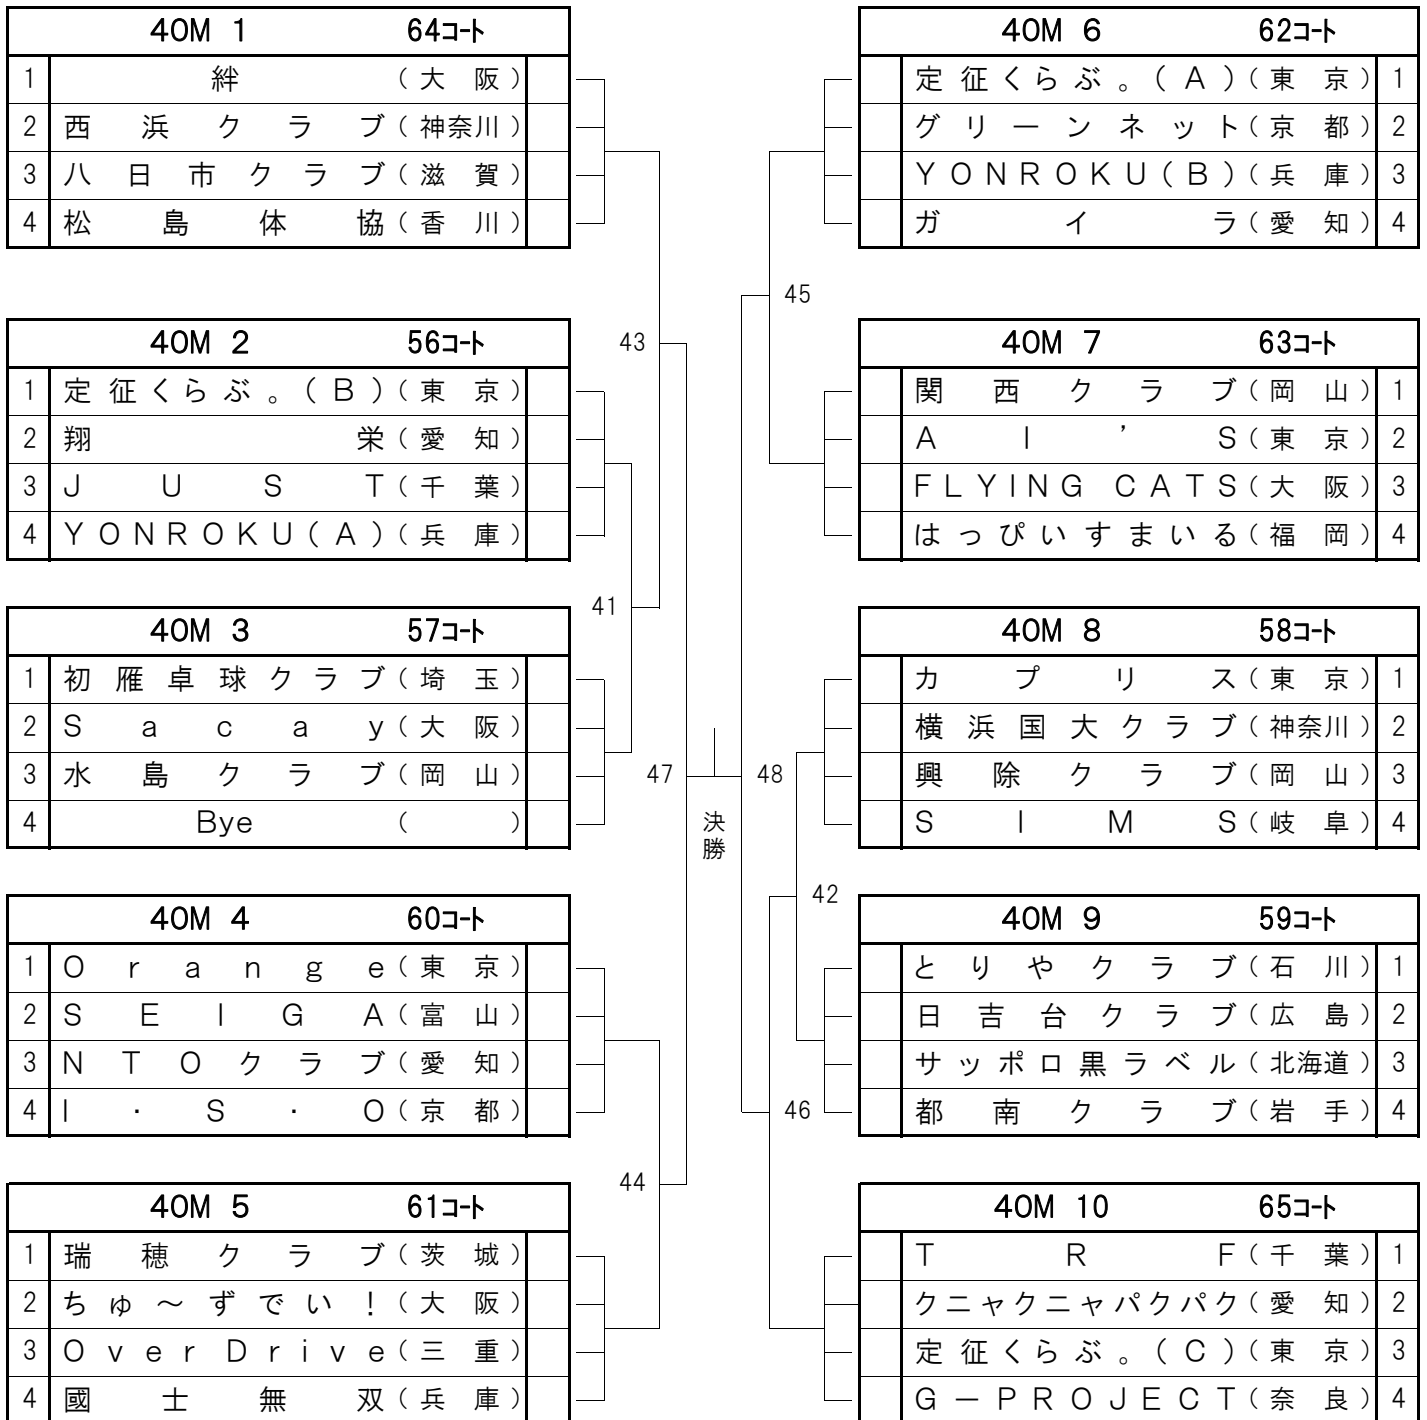 40M 1 64コート
1 絆 (大阪)
2 西浜クラブ (神奈川)
3 八日市クラブ (滋賀)
4 松島体協 (香川)
40M 2 56コート
1 定征くらぶ。(B) (東京)
2 翔栄 (愛知)
3 JUST (千葉)
4 YONROKU(A) (兵庫)
40M 3 57コート
1 初雁卓球クラブ (埼玉)
2 Sacay (大阪)
3 水島クラブ (岡山)
4 Bye ( )
40M 4 60コート
1 Orange (東京)
2 SEIGA (富山)
3 NTOクラブ (愛知)
4 I・S・O (京都)
40M 5 61コート
1 瑞穂クラブ (茨城)
2 ちゅ～ずでい! (大阪)
3 OverDrive (三重)
4 國士無双 (兵庫)
43
41
47
44
決勝
45
48
42
46
40M 6 62コート
定征くらぶ。(A) (東京) 1
グリーンネット (京都) 2
YONROKU(B) (兵庫) 3
ガイラ (愛知) 4
40M 7 63コート
関西クラブ (岡山) 1
AI’S (東京) 2
FLYING CATS (大阪) 3
はっぴいすまいる (福岡) 4
40M 8 58コート
カプリス (東京) 1
横浜国大クラブ (神奈川) 2
興除クラブ (岡山) 3
SIMS (岐阜) 4
40M 9 59コート
とりやクラブ (石川) 1
日吉台クラブ (広島) 2
サッポロ黒ラベル (北海道) 3
都南クラブ (岩手) 4
40M 10 65コート
TRF (千葉) 1
クニャクニャパクパク (愛知) 2
定征くらぶ。(C) (東京) 3
G－PROJECT (奈良) 4